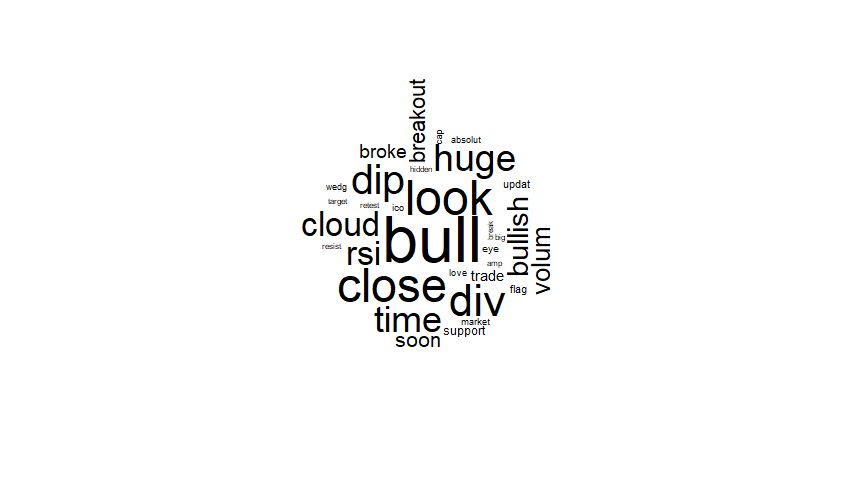 breakout
cap
absolut
broke
huge
hidden
dip
wedg
look
updat
target
retest
ico
cloud
bull
break
bullish
big
resist
rsi
eye
volum
amp
close
love
trade
div
flag
time
market
support
soon